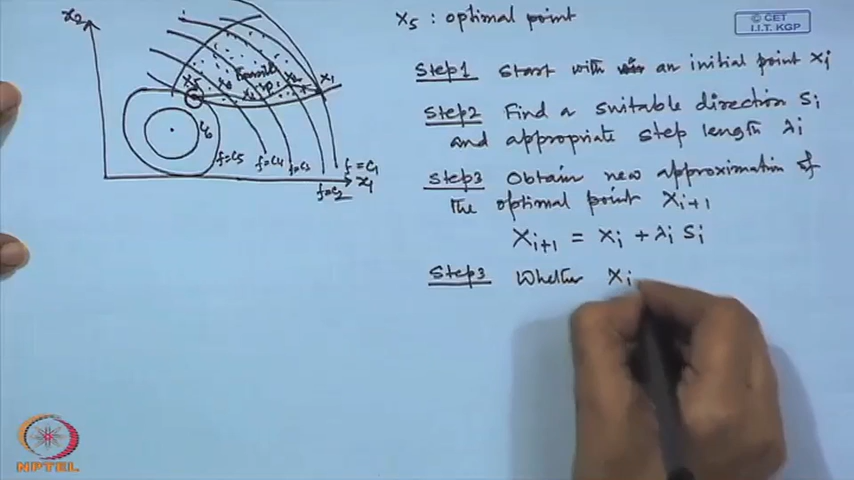 x₂
X₅ : optimal point
© CET
I.I.T. KGP
Step1 Start with an initial point Xi
Step2 Find a suitable direction Si
and appropriate step length λi
Step3 Obtain new approximation of
the optimal point Xi+1
Xi+1 = Xi + λi Si
Step3 Whether Xi
X₁
f=C₅
f=C₄
f=C₃
f=C₂
f=C₁
x₁
NPTEL